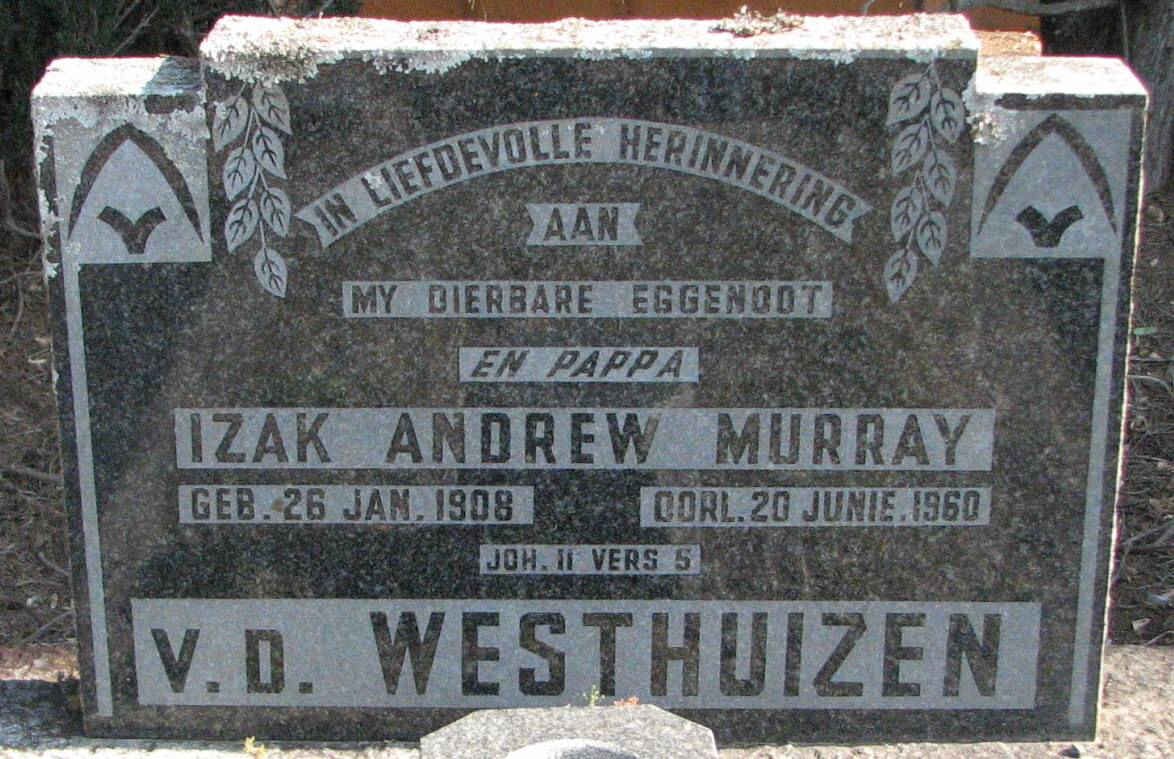 IN LIEFDEVOLLE HERINNERING
AAN
MY DIERBARE EGGENOOT
EN PAPPA
IZAK ANDREW MURRAY
GEB. 26 JAN. 1908 OORL. 20 JUNIE. 1960
JOH. 11 VERS 5
V.D. WESTHUIZEN